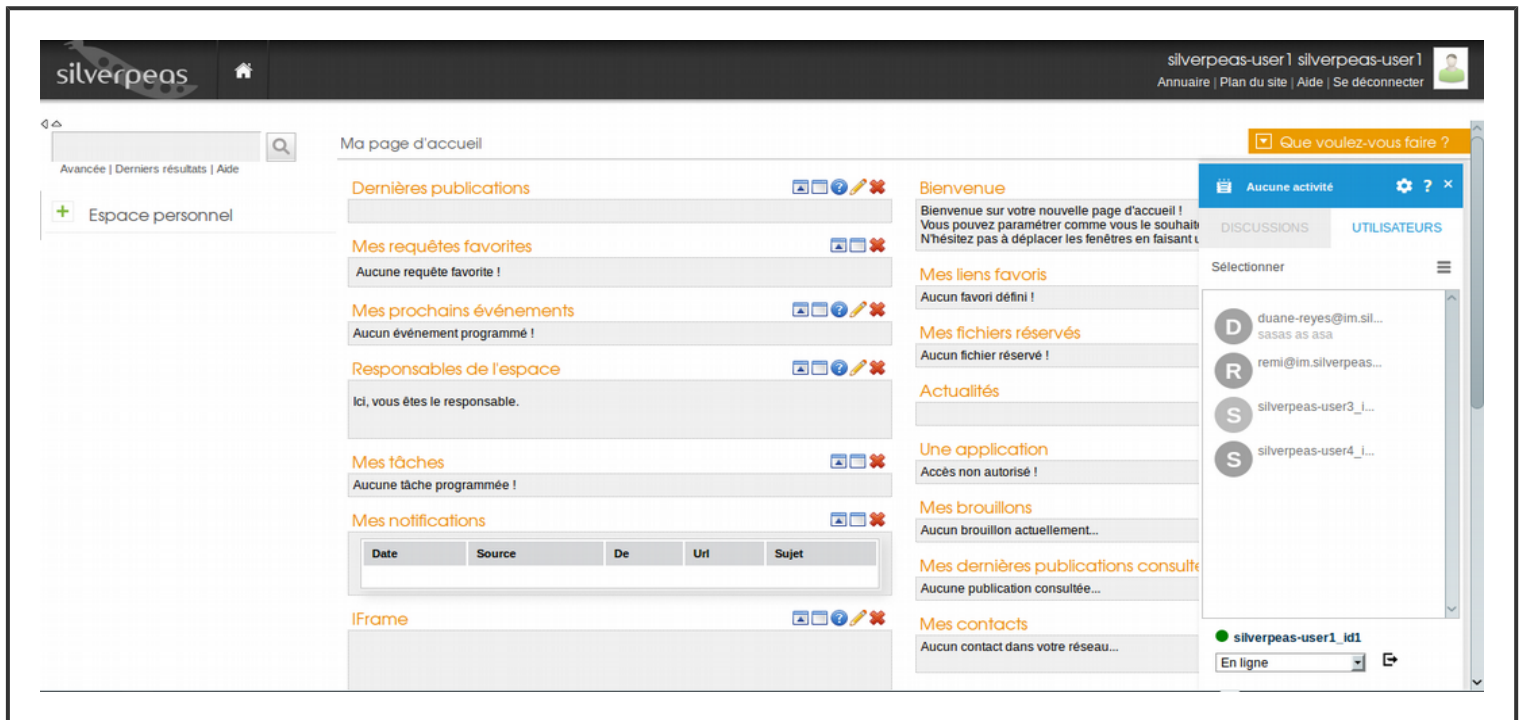 silverpeas
silverpeas-user1 silverpeas-user1
Annuaire | Plan du site | Aide | Se déconnecter
Avancée | Derniers résultats | Aide
Espace personnel
Ma page d'accueil
Que voulez-vous faire ?
Dernières publications
Mes requêtes favorites
Aucune requête favorite !
Mes prochains événements
Aucun événement programmé !
Responsables de l'espace
Ici, vous êtes le responsable.
Mes tâches
Aucune tâche programmée !
Mes notifications
Date Source De Url Sujet
IFrame
Bienvenue
Bienvenue sur votre nouvelle page d'accueil !
Vous pouvez paramétrer comme vous le souhaite
N'hésitez pas à déplacer les fenêtres en faisant
Mes liens favoris
Aucun favori défini !
Mes fichiers réservés
Aucun fichier réservé !
Actualités
Une application
Accès non autorisé !
Mes brouillons
Aucun brouillon actuellement...
Mes dernières publications consulté
Aucune publication consultée...
Mes contacts
Aucun contact dans votre réseau...
Aucune activité
DISCUSSIONS UTILISATEURS
Sélectionner
D duane-reyes@im.sil...
sasas as asa
R remi@im.silverpeas...
S silverpeas-user3_i...
S silverpeas-user4_i...
silverpeas-user1_id1
En ligne